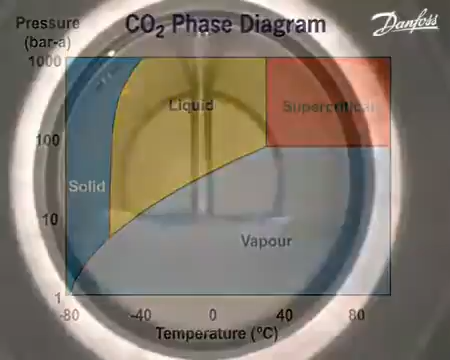 CO₂ Phase Diagram
Danfoss
Pressure
(bar-a)
1000
100
10
1
Liquid
Supercritical
Solid
Vapour
-80 -40 0 40 80
Temperature (ºC)